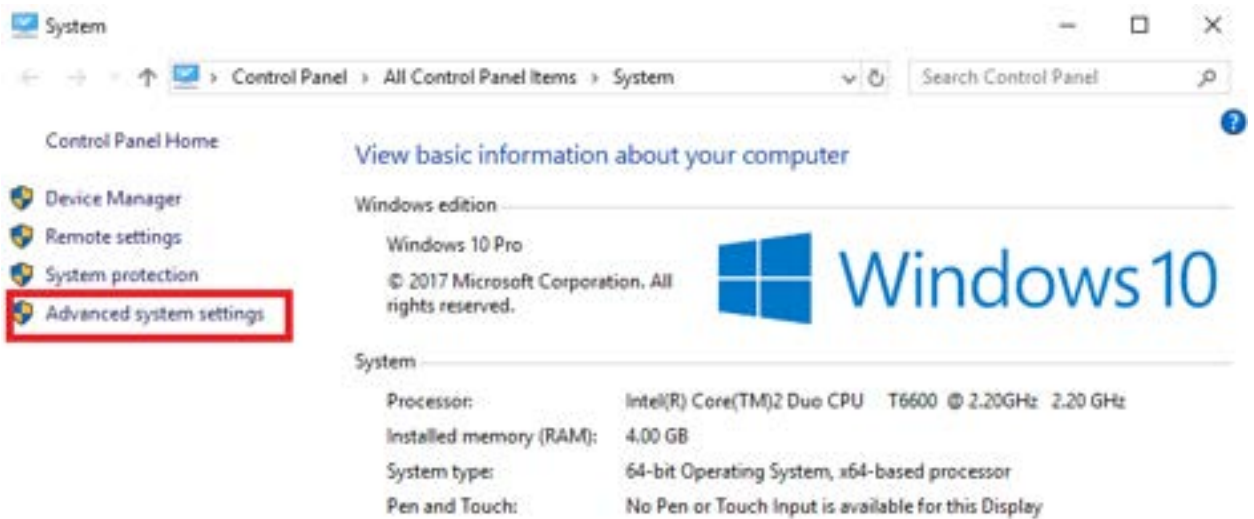 System
Control Panel > All Control Panel Items > System
Search Control Panel
?
Control Panel Home
View basic information about your computer
Device Manager
Windows edition
Remote settings
Windows 10 Pro
System protection
© 2017 Microsoft Corporation. All
rights reserved.
Advanced system settings
Windows 10
System
Processor: Intel(R) Core(TM)2 Duo CPU T6600 @ 2.20GHz 2.20 GHz
Installed memory (RAM): 4.00 GB
System type: 64-bit Operating System, x64-based processor
Pen and Touch: No Pen or Touch Input is available for this Display